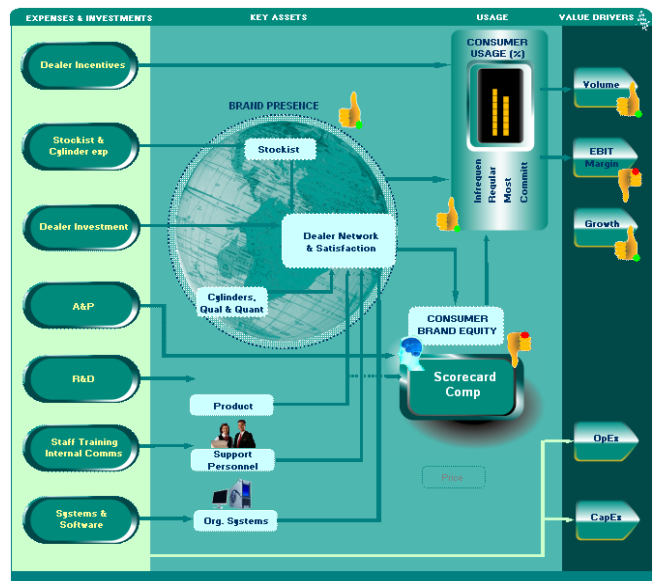 EXPENSES & INVESTMENTS
KEY ASSETS
USAGE
VALUE DRIVERS
Dealer Incentives
Stockist &
Cylinder exp
Dealer Investment
A&P
R&D
Staff Training
Internal Comms
Systems &
Software
BRAND PRESENCE
Stockist
Dealer Network
& Satisfaction
Cylinders,
Qual & Quant
Product
Support
Personnel
Org. Systems
CONSUMER
USAGE (%)
Infrequen
Regular
Most
Committ
CONSUMER
BRAND EQUITY
Scorecard
Comp
Price
Volume
EBIT
Margin
Growth
OpEx
CapEx